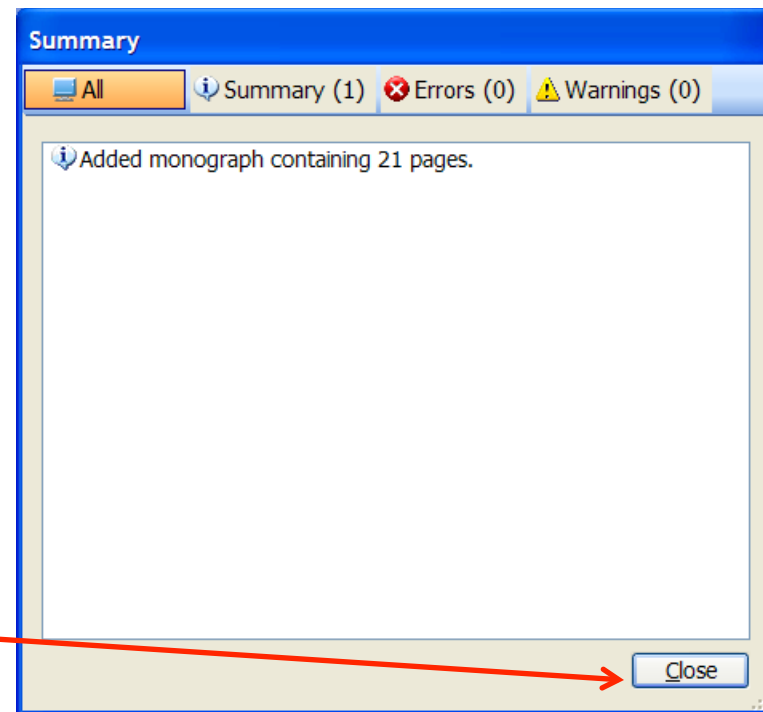 Summary
All Summary (1) Errors (0) Warnings (0)
Added monograph containing 21 pages.
Close